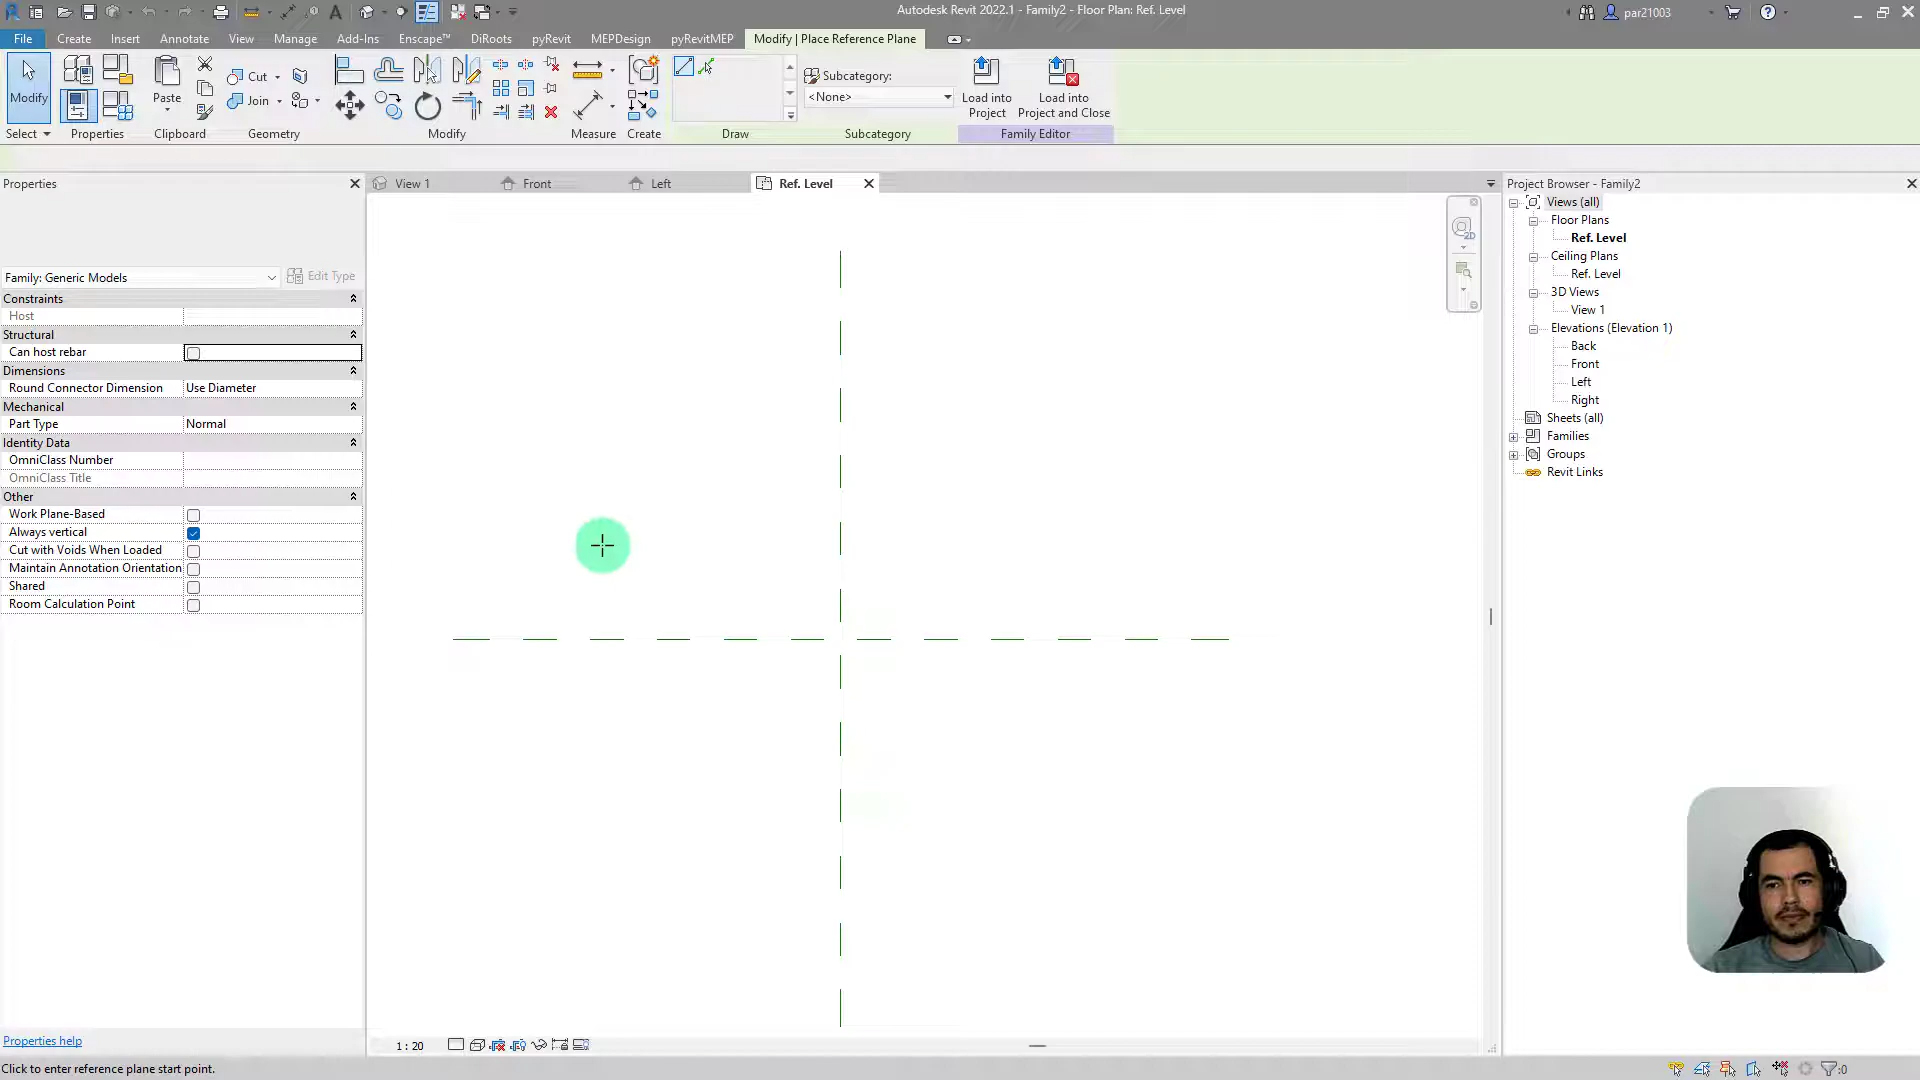 Autodesk Revit 2022.1 - Family2 - Floor Plan: Ref. Level
par21003
File Create Insert Annotate View Manage Add-Ins Enscape™ DiRoots pyRevit MEPDesign pyRevitMEP Modify | Place Reference Plane
Modify
Paste
Cut
Join
Subcategory:
<None>
Load into
Project
Load into
Project and Close
Select Properties Clipboard Geometry Modify Measure Create Draw Subcategory Family Editor
Properties
View 1 Front Left Ref. Level
Project Browser - Family2
Family: Generic Models
Edit Type
Constraints
Host
Structural
Can host rebar
Dimensions
Round Connector Dimension Use Diameter
Mechanical
Part Type Normal
Identity Data
OmniClass Number
OmniClass Title
Other
Work Plane-Based
Always vertical
Cut with Voids When Loaded
Maintain Annotation Orientation
Shared
Room Calculation Point
Views (all)
Floor Plans
Ref. Level
Ceiling Plans
Ref. Level
3D Views
View 1
Elevations (Elevation 1)
Back
Front
Left
Right
Sheets (all)
Families
Groups
Revit Links
2D
Properties help
1 : 20
Click to enter reference plane start point.
:0